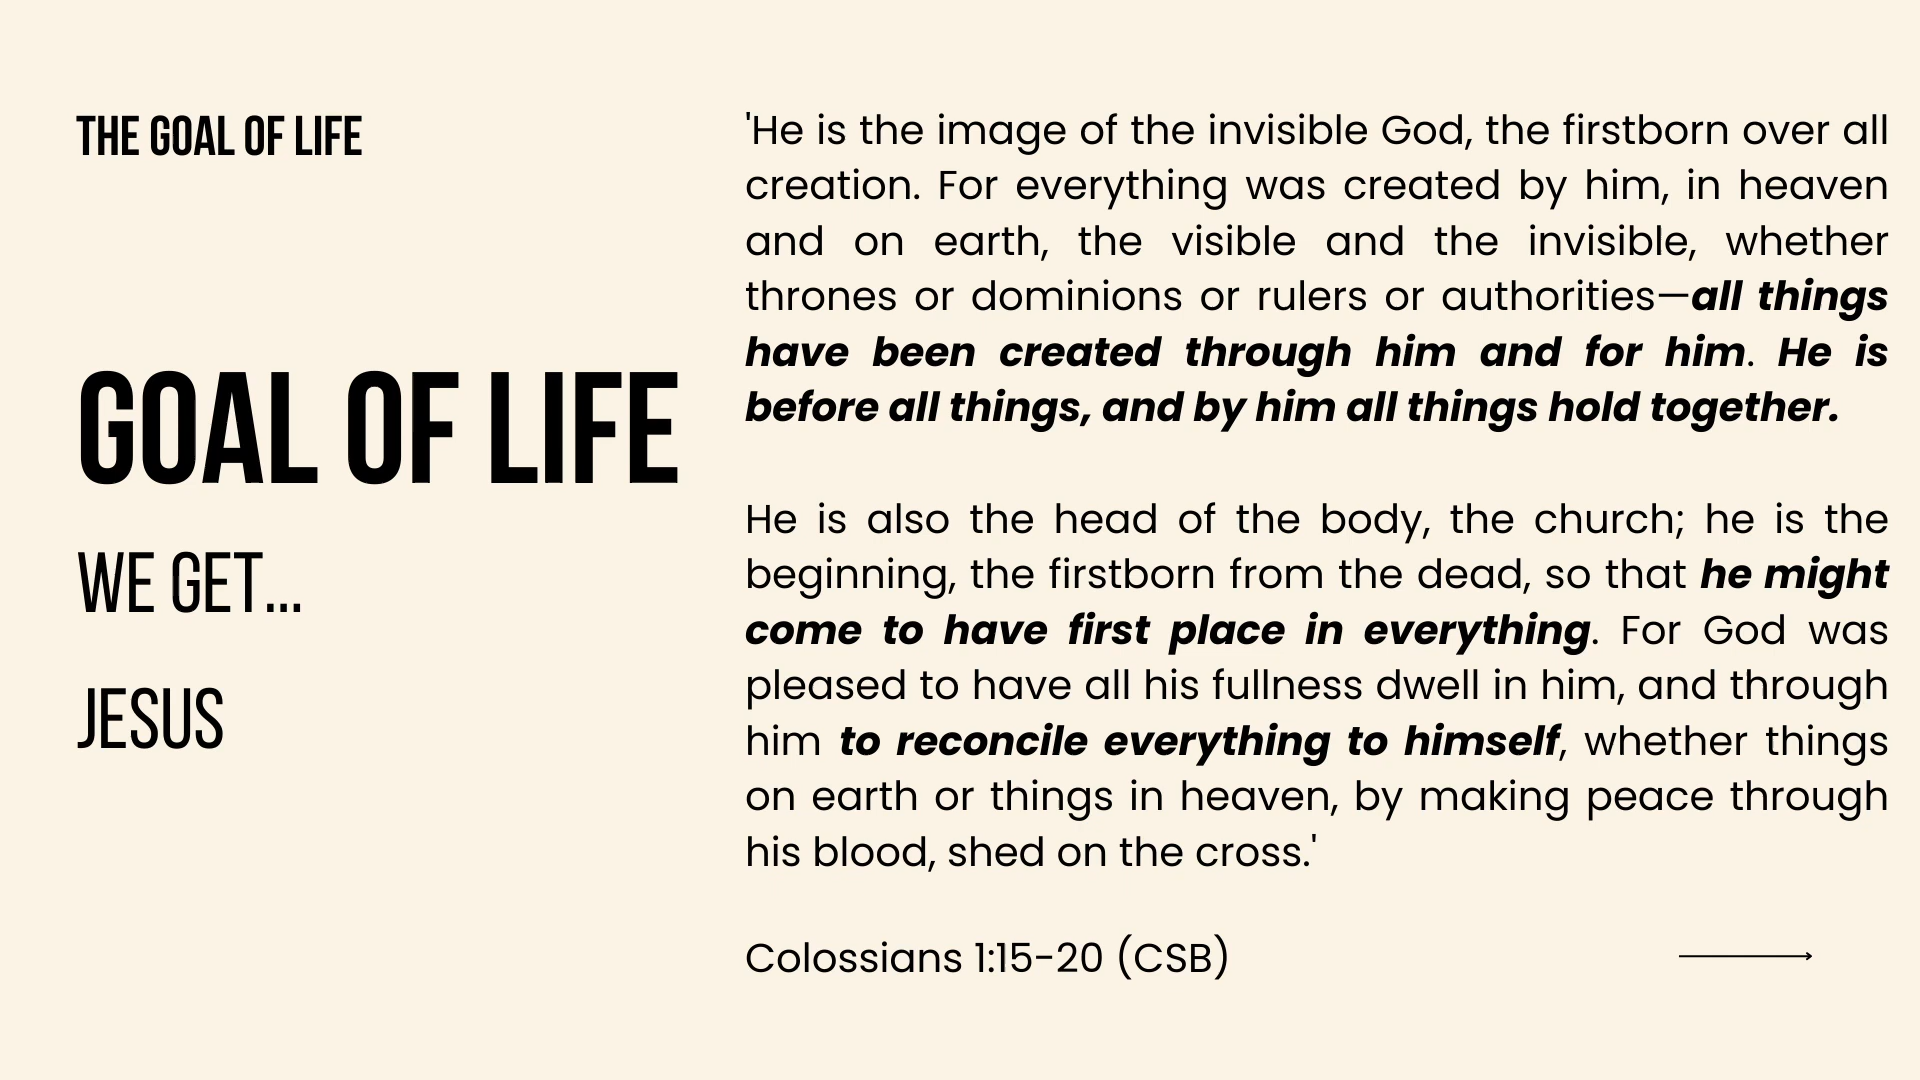 THE GOAL OF LIFE
GOAL OF LIFE
WE GET...
JESUS
'He is the image of the invisible God, the firstborn over all
creation. For everything was created by him, in heaven
and on earth, the visible and the invisible, whether
thrones or dominions or rulers or authorities—all things
have been created through him and for him. He is
before all things, and by him all things hold together.
He is also the head of the body, the church; he is the
beginning, the firstborn from the dead, so that he might
come to have first place in everything. For God was
pleased to have all his fullness dwell in him, and through
him to reconcile everything to himself, whether things
on earth or things in heaven, by making peace through
his blood, shed on the cross.'
Colossians 1:15-20 (CSB)